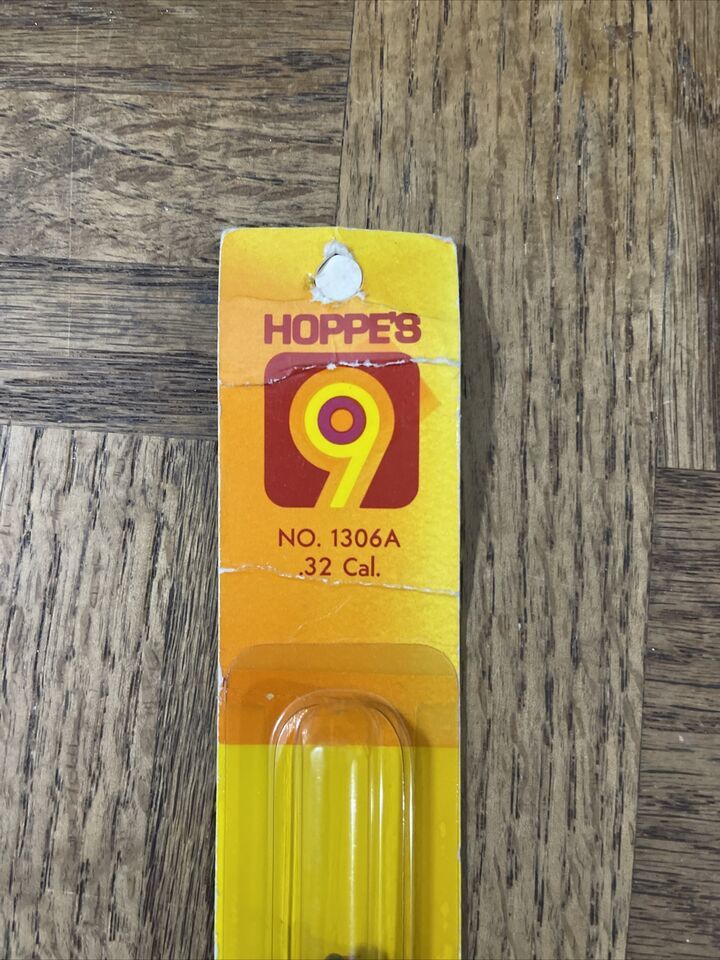 HOPPE'S
9
NO. 1306A
.32 Cal.